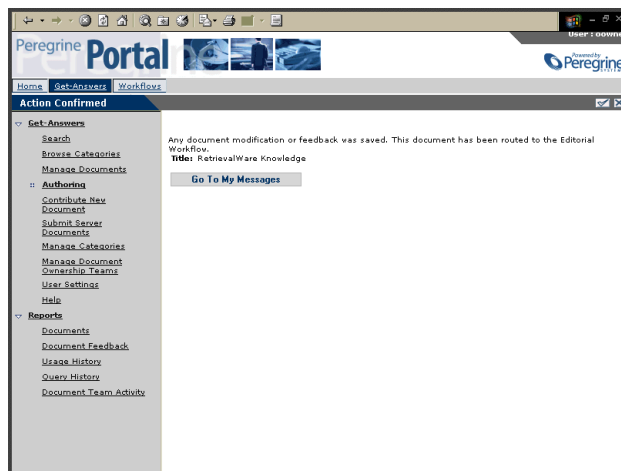 User : bowne
Peregrine Portal
Powered by
Peregrine
SYSTEMS
Home Get-Answers Workflows
Action Confirmed
Get-Answers
Search
Browse Categories
Manage Documents
Authoring
Contribute New
Document
Submit Server
Documents
Manage Categories
Manage Document
Ownership Teams
User Settings
Help
Reports
Documents
Document Feedback
Usage History
Query History
Document Team Activity
Any document modification or feedback was saved. This document has been routed to the Editorial
Workflow.
Title: RetrievalWare Knowledge
Go To My Messages